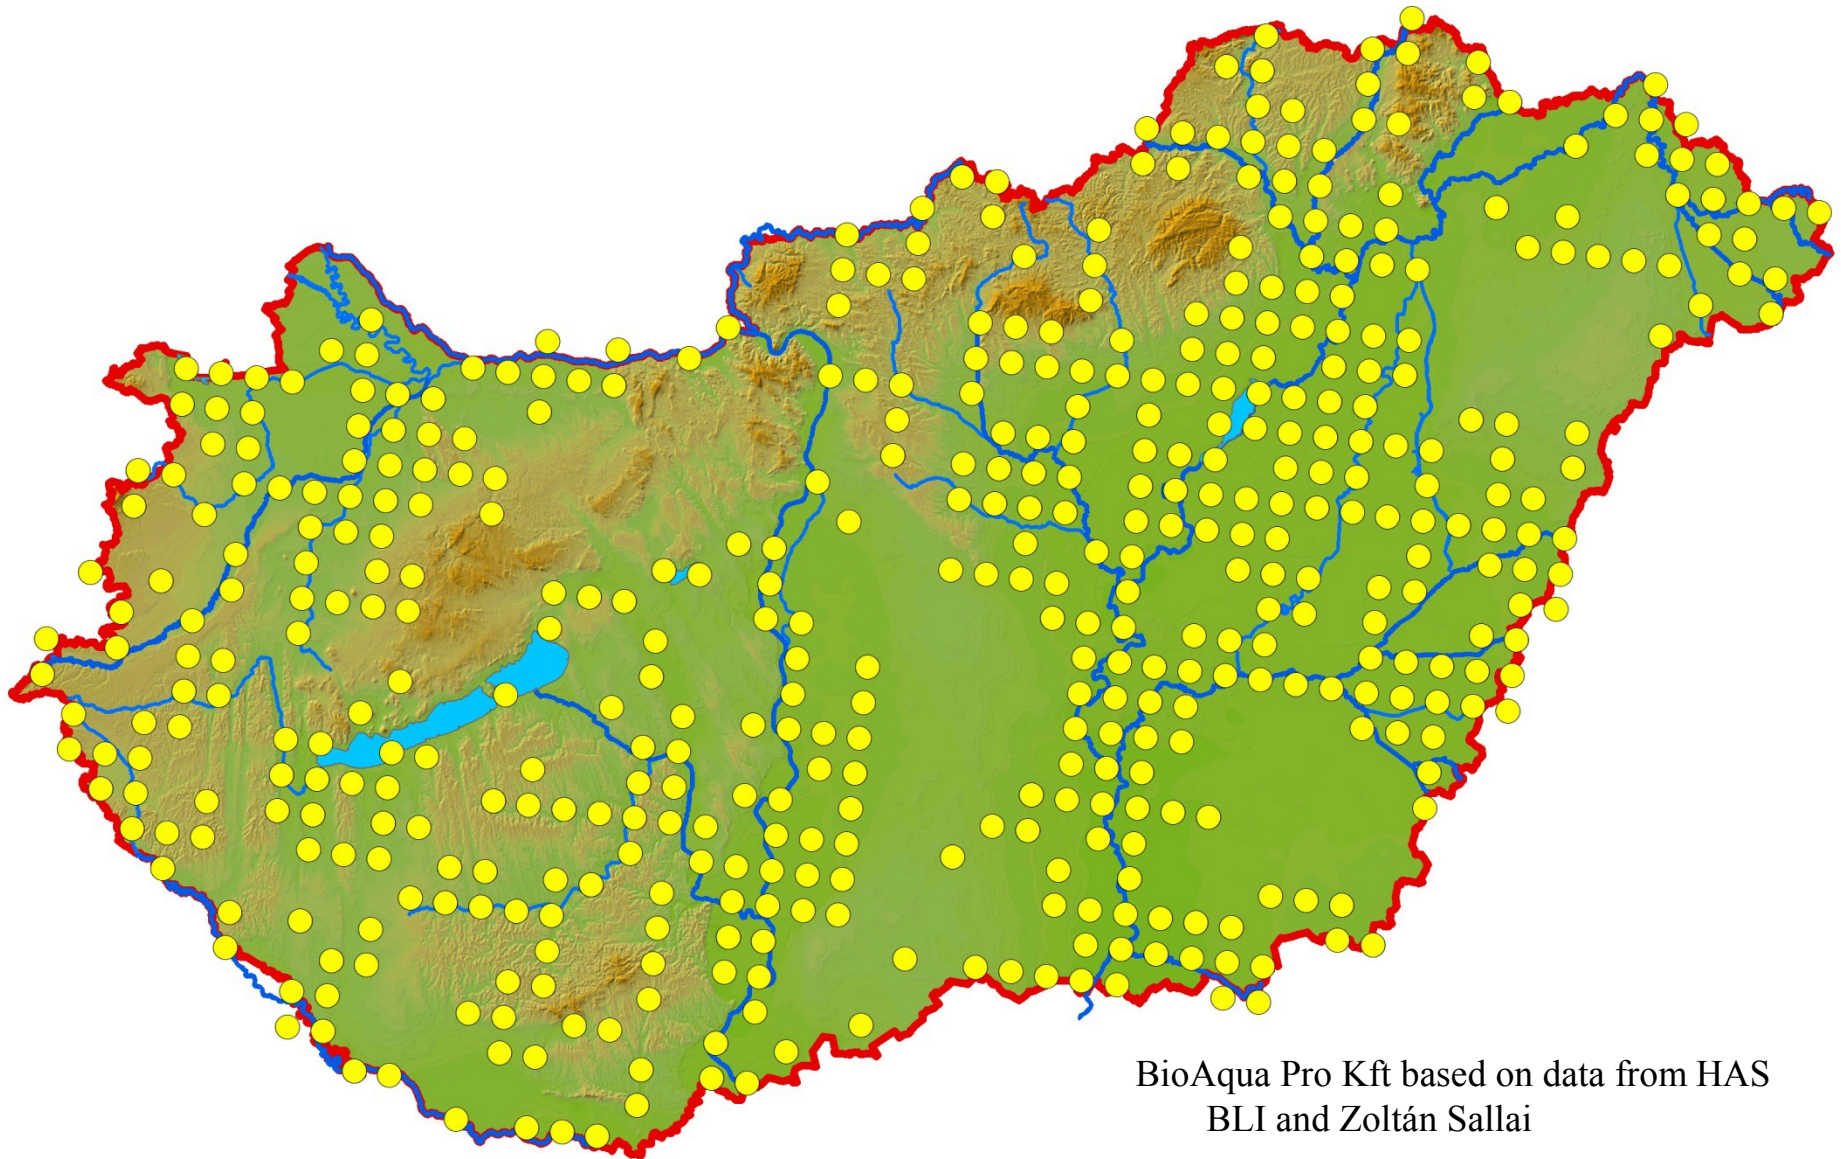 BioAqua Pro Kft based on data from HAS
BLI and Zoltán Sallai